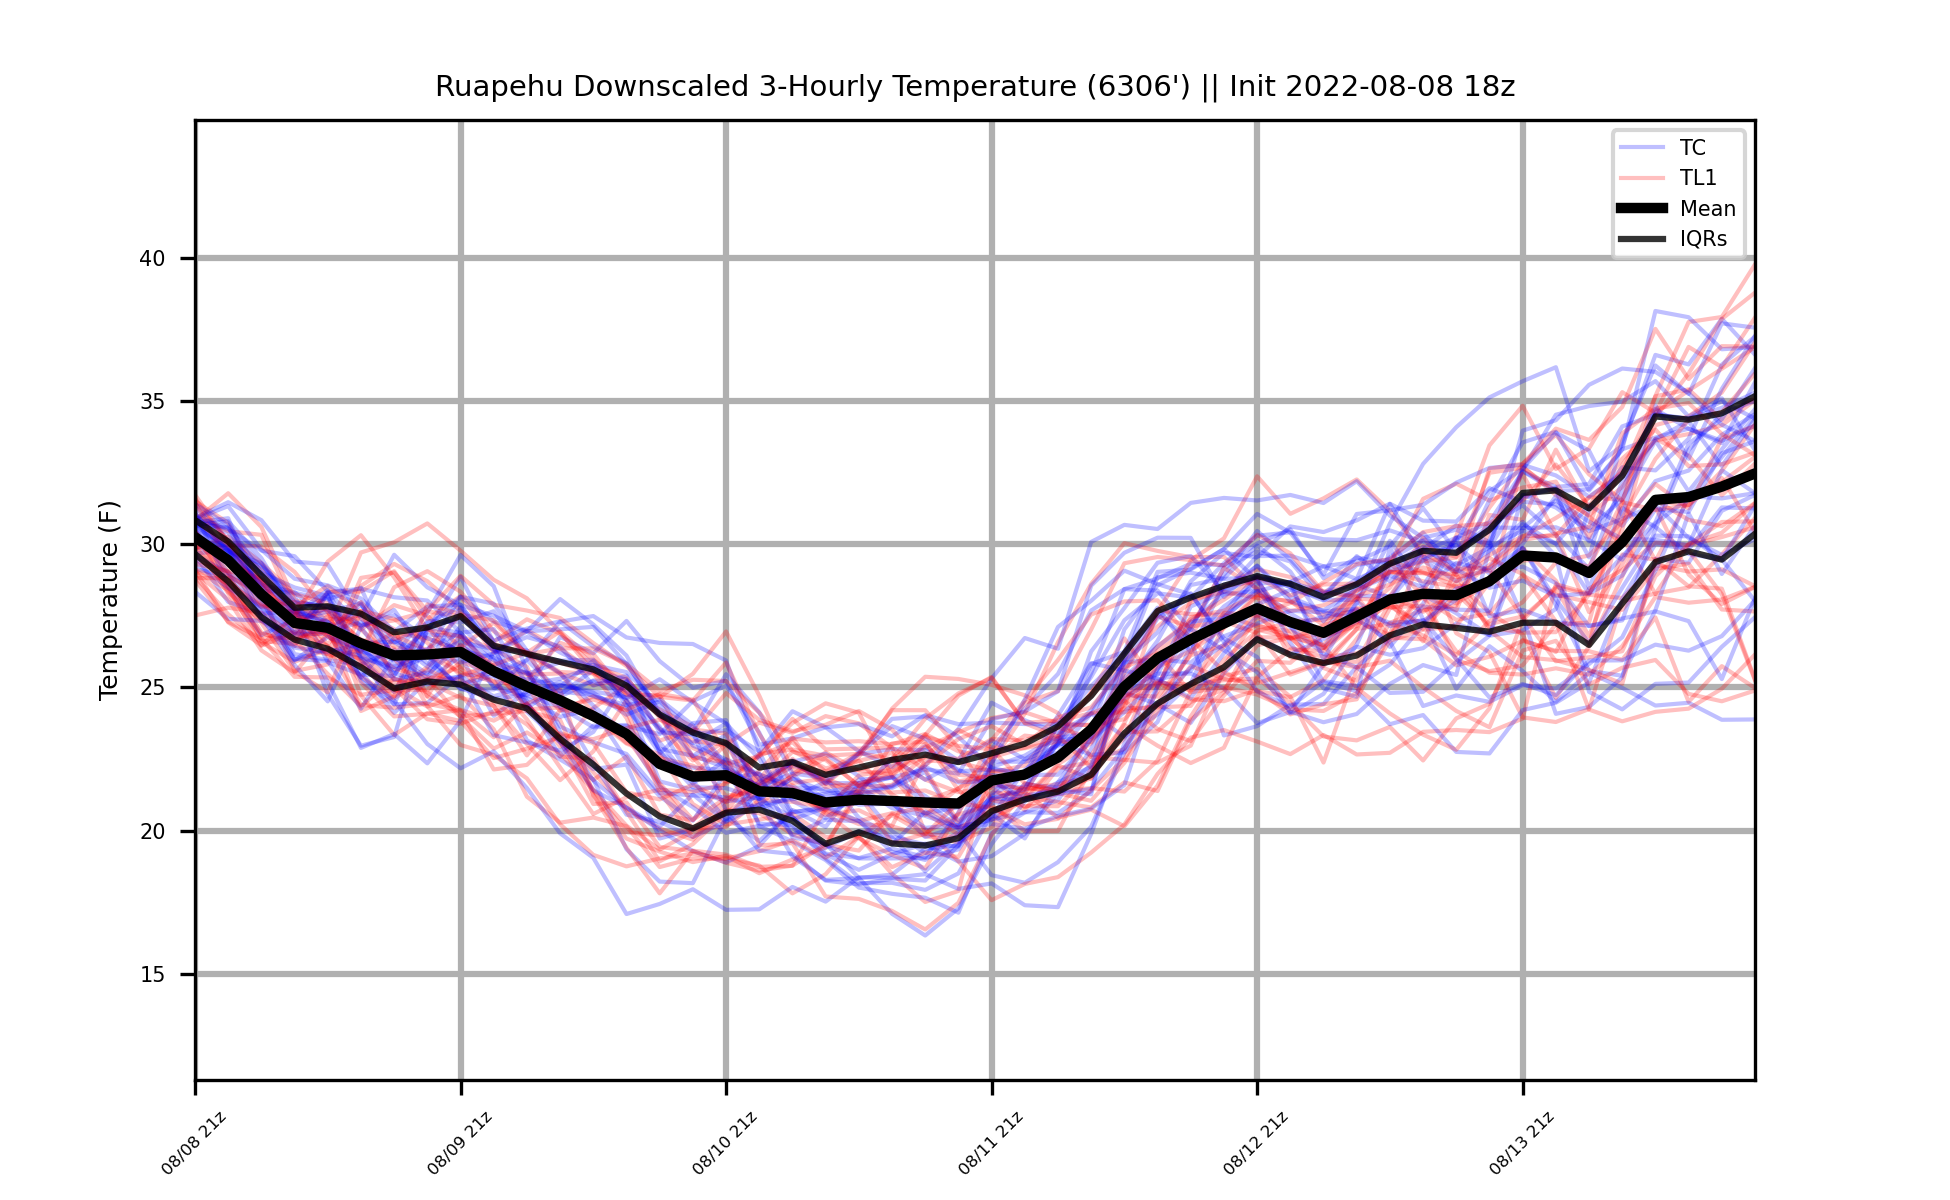 Ruapehu Downscaled 3-Hourly Temperature (6306') || Init 2022-08-08 18z
TC
TL1
Mean
IQRs
Temperature (F)
40
35
30
25
20
15
08/08 21z
08/09 21z
08/10 21z
08/11 21z
08/12 21z
08/13 21z